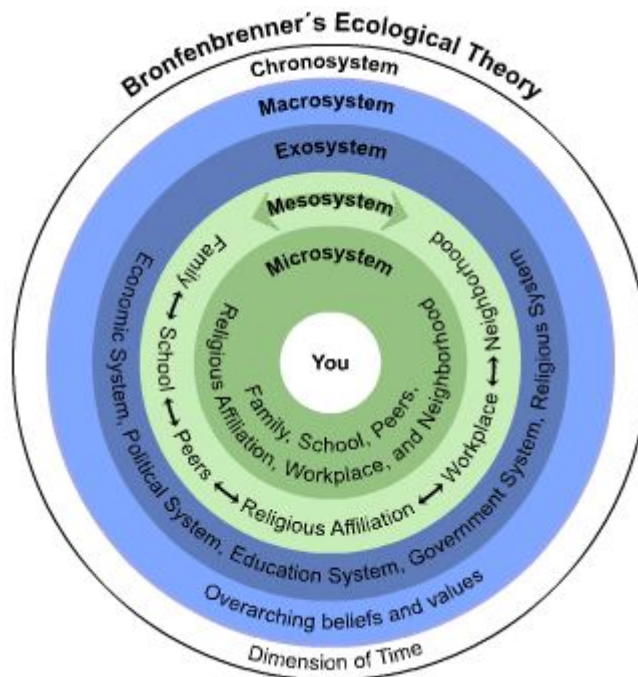 Bronfenbrenner´s Ecological Theory
Chronosystem
Macrosystem
Exosystem
Mesosystem
Microsystem
You
Family, School, Peers,
Religious Affiliation, Workplace, and Neighborhood
Family
School
Peers
Religious Affiliation
Workplace
Neighborhood
Economic System, Political System, Education System, Government System, Religious System
Overarching beliefs and values
Dimension of Time